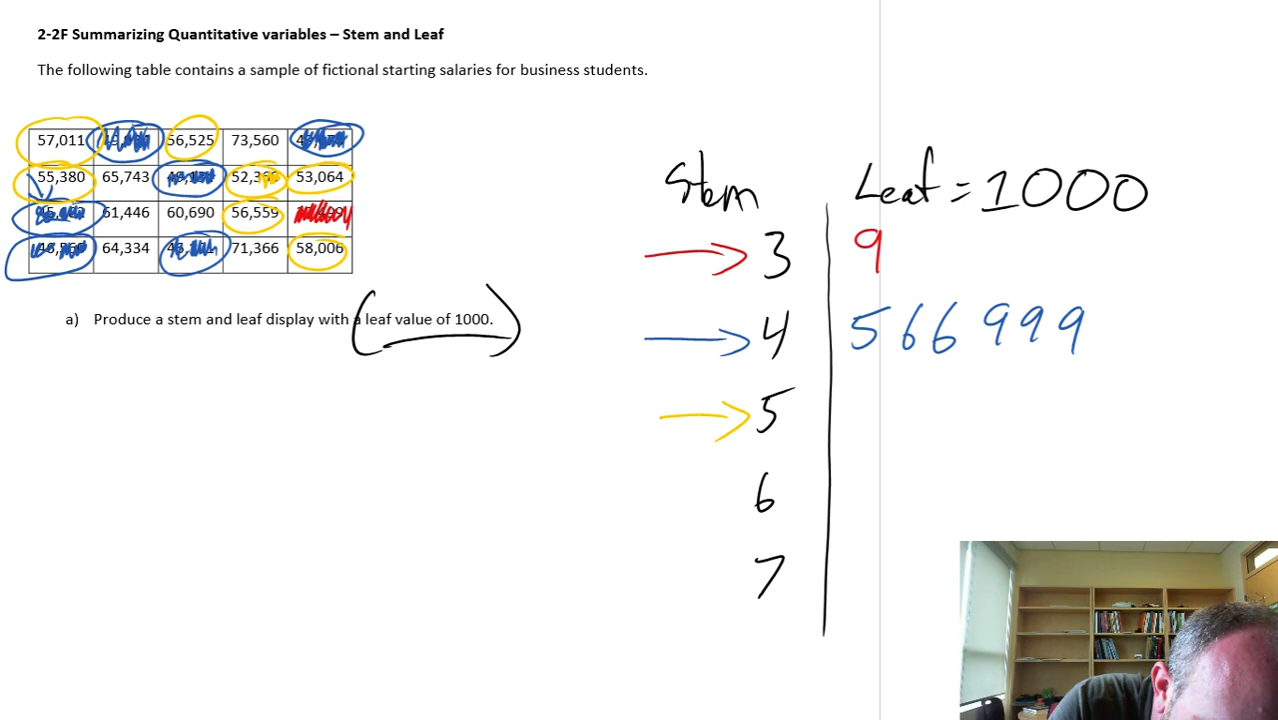 2-2F Summarizing Quantitative variables – Stem and Leaf
The following table contains a sample of fictional starting salaries for business students.
57,011 56,525 73,560
55,380 65,743 53,064
61,446 60,690 56,559
64,334 71,366 58,006
a) Produce a stem and leaf display with a leaf value of 1000.
Stem Leaf = 1000
3 9
4 5 6 6 9 9 9
5
6
7